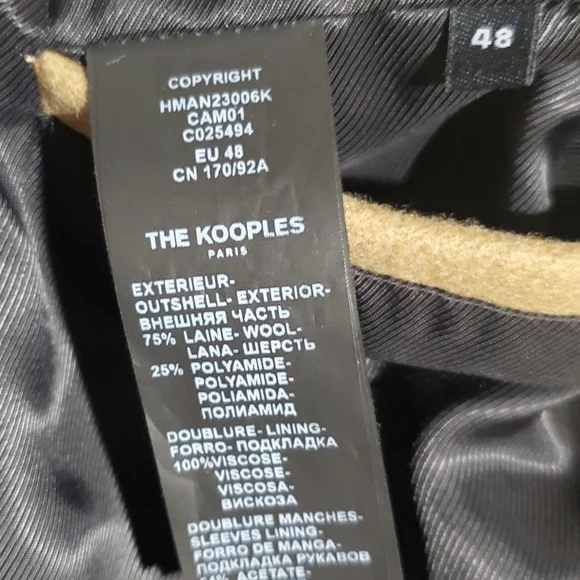 48
COPYRIGHT
HMAN23006K
CAM01
C025494
EU 48
CN 170/92A
THE KOOPLES
PARIS
EXTERIEUR-
OUTSHELL- EXTERIOR-
ВНЕШНЯЯ ЧАСТЬ
75% LAINE- WOOL-
LANA- ШЕРСТЬ
25% POLYAMIDE-
POLYAMIDE-
POLIAMIDA-
ПОЛИАМИД
DOUBLURE- LINING-
FORRO- ПОДКЛАДКА
100%VISCOSE-
VISCOSE-
VISCOSA-
ВИСКОЗА
DOUBLURE MANCHES-
SLEEVES LINING-
FORRO DE MANGA-
ПОДКЛАДКА РУКАВОВ
ACETATE-